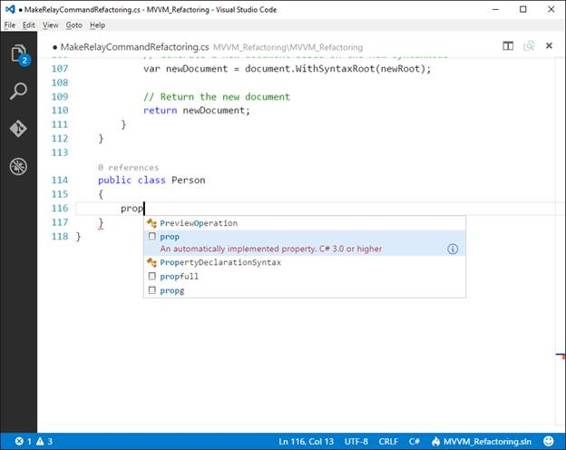 MakeRelayCommandRefactoring.cs - MVVM_Refactoring - Visual Studio Code
File Edit View Goto Help
MakeRelayCommandRefactoring.cs MVVM_Refactoring\MVVM_Refactoring
2
107 var newDocument = document.WithSyntaxRoot(newRoot);
108
109 // Return the new document
110 return newDocument;
111 }
112 }
113
0 references
114 public class Person
115 {
116 prop
PreviewOperation
117 }
prop
118 }
An automatically implemented property. C# 3.0 or higher
PropertyDeclarationSyntax
propfull
propg
1 3 Ln 116, Col 13 UTF-8 CRLF C# MVVM_Refactoring.sln